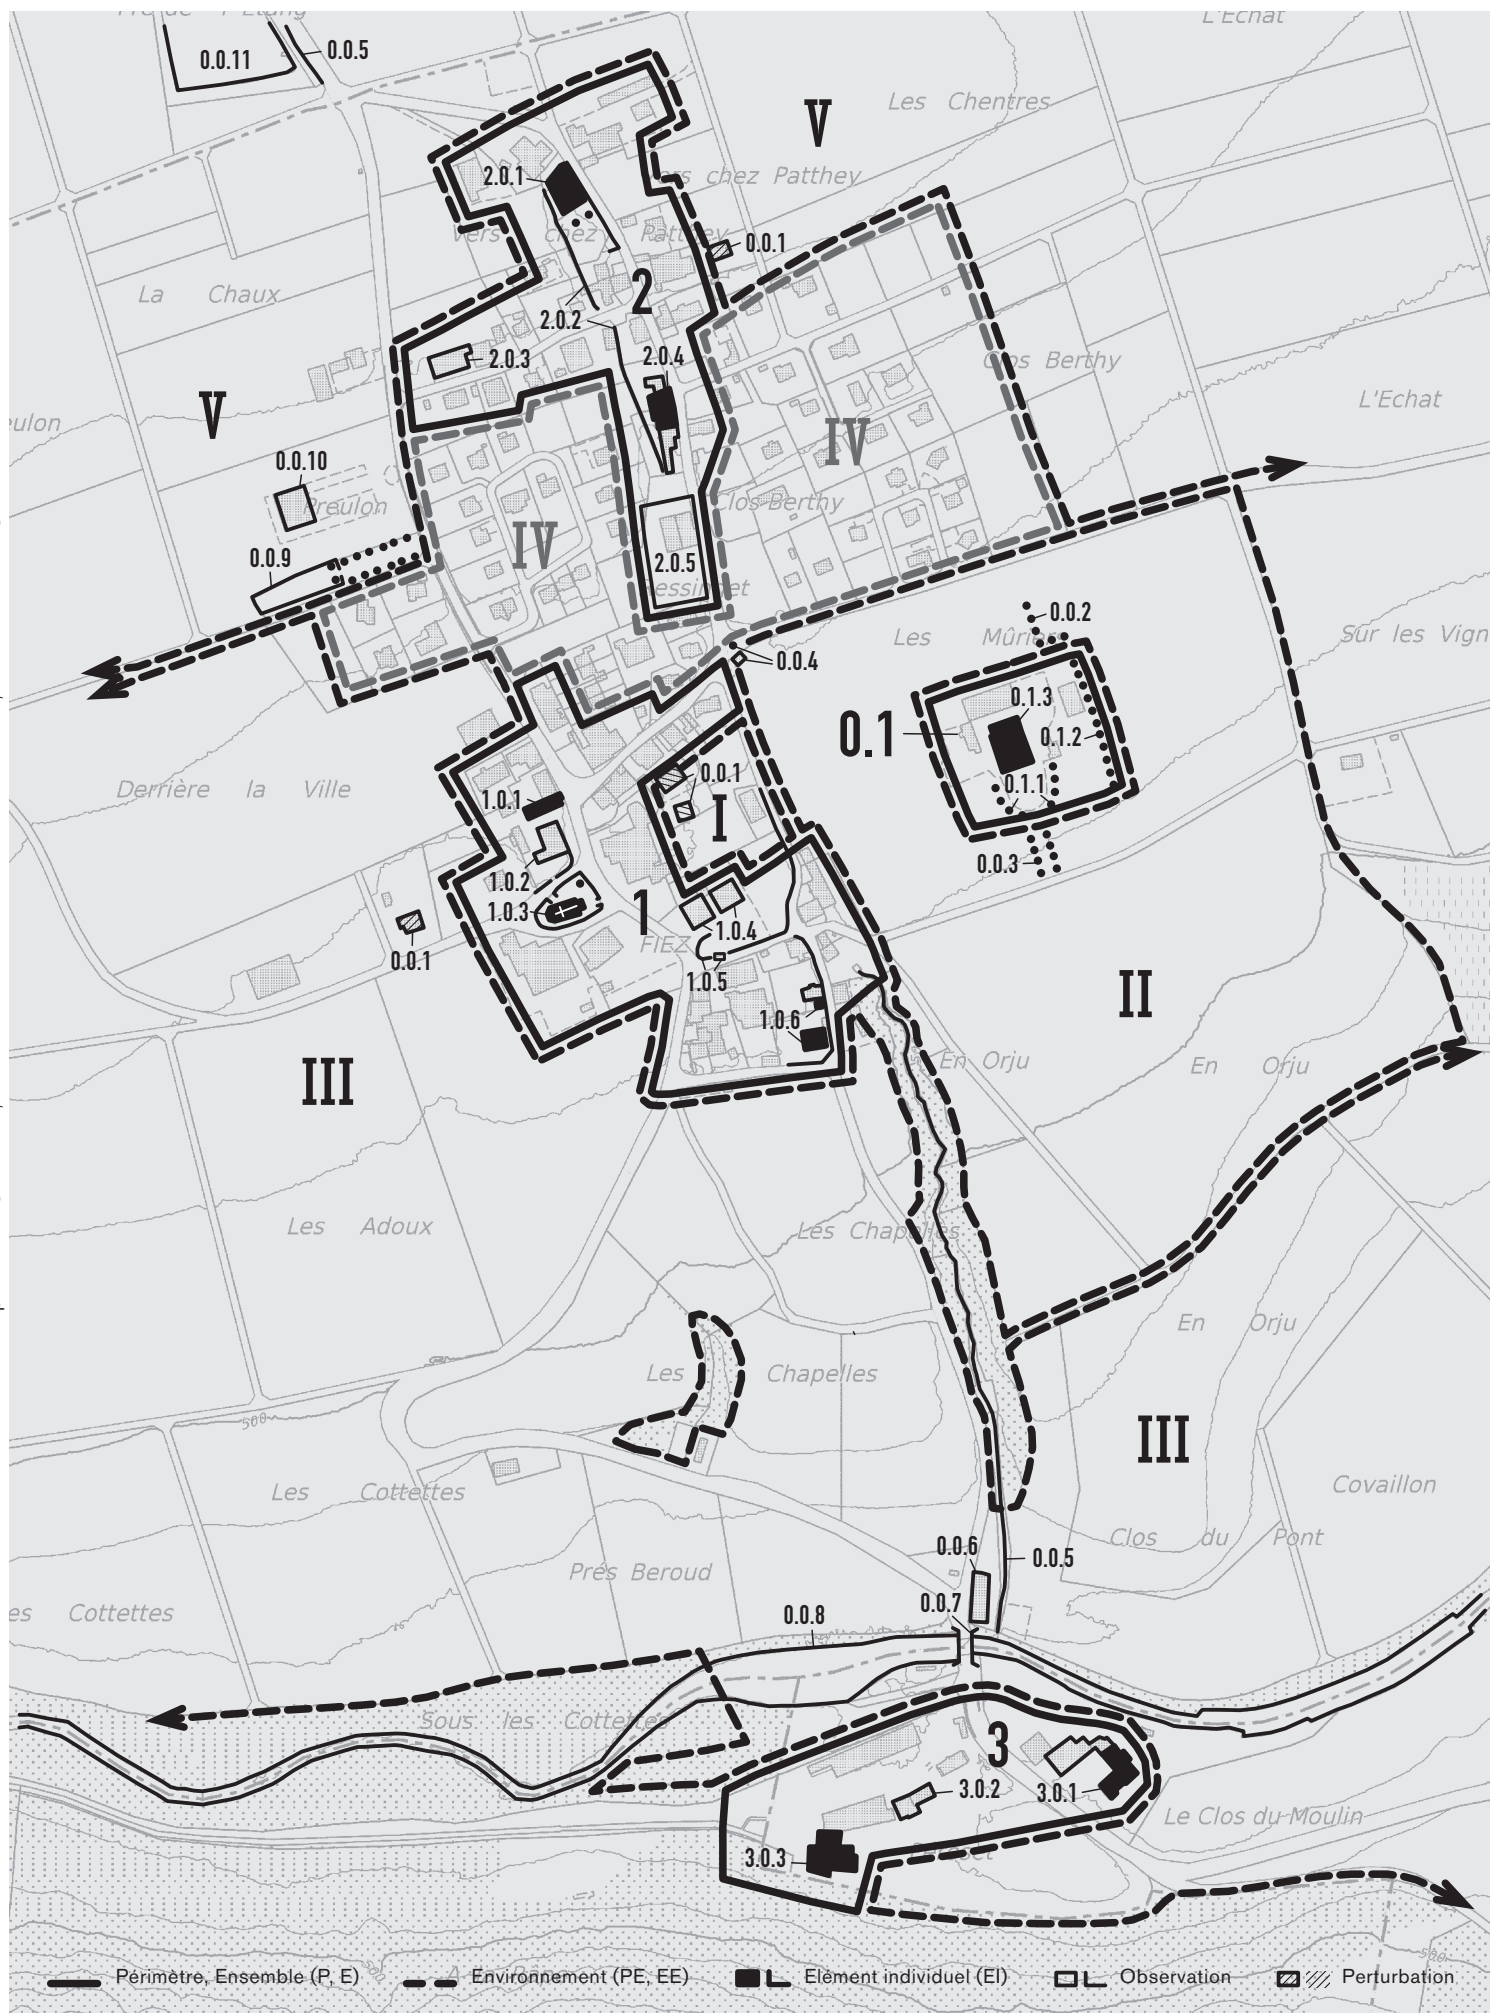 L'Echat
0.0.11
0.0.5
V
Les Chentres
2.0.1
vers chez Patthey
Vers chez Patthey
0.0.1
La Chaux
2
2.0.2
2.0.3
2.0.4
Clos Berthy
V
L'Echat
IV
0.0.10
Preulon
Clos-Berthy
IV
0.0.9
2.0.5
0.0.2
Les Mûriers
Sur les Vign
0.0.4
0.1.3
0.1
0.1.2
0.0.1
Derrière la Ville
1.0.1
0.1.1
I
0.0.3
1.0.2
1.0.3
1
1.0.4
FIEZ
0.0.1
1.0.5
II
1.0.6
En Orju
En Orju
III
Les Adoux
Les Chapelles
En Orju
Les Chapelles
500
III
Les Cottettes
Covaillon
Clos du Pont
0.0.6
0.0.5
Prés Beroud
es Cottettes
0.0.7
0.0.8
Sous les Cottettes
3
3.0.2
3.0.1
Le Clos du Moulin
3.0.3
500
500
Périmètre, Ensemble (P, E)
Environnement (PE, EE)
Elément individuel (EI)
Observation
Perturbation